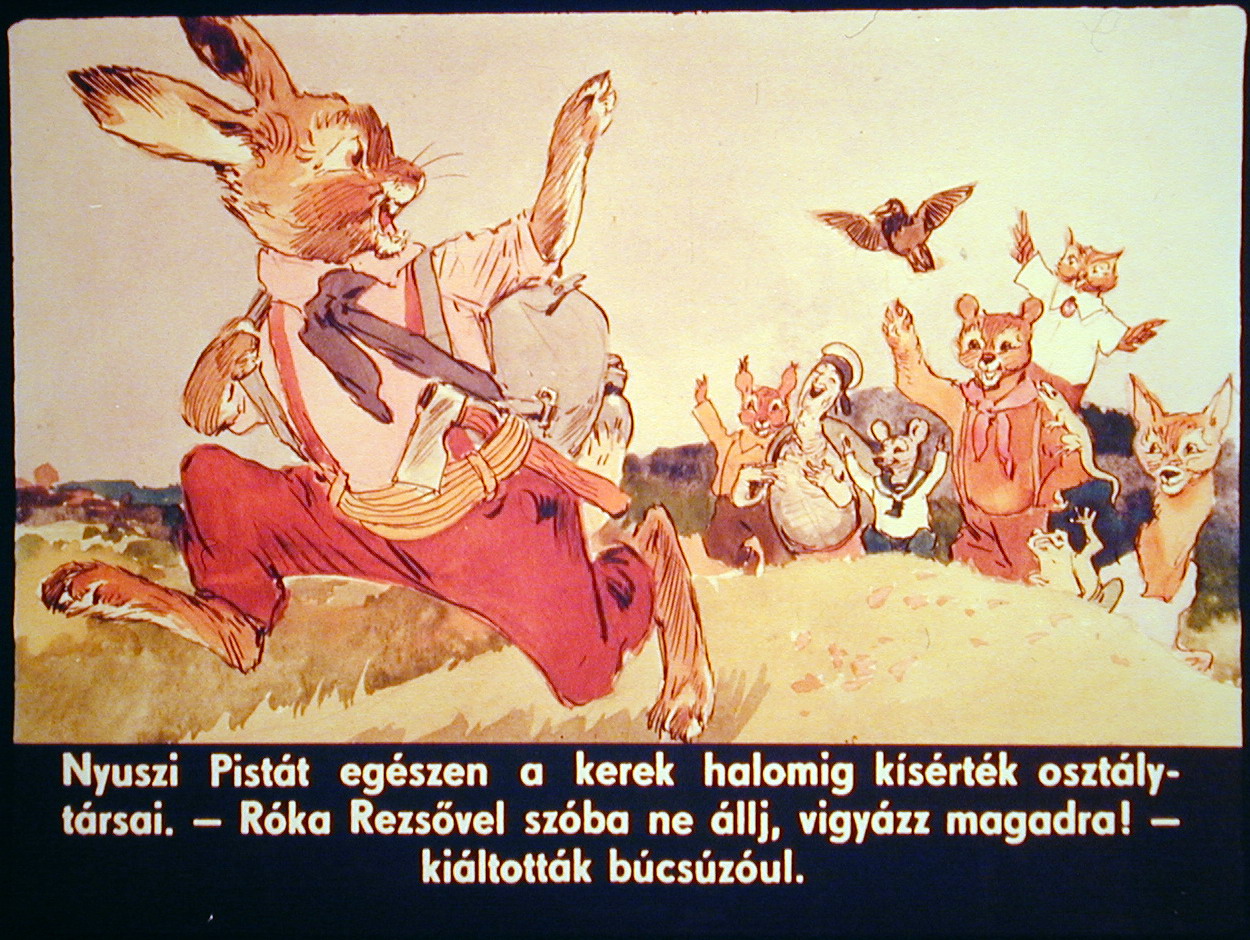 Nyuszi Pistát egészen a kerek halomig kísérték osztály-
társai. — Róka Rezsővel szóba ne állj, vigyázz magadra! —
kiáltották búcsúzóul.